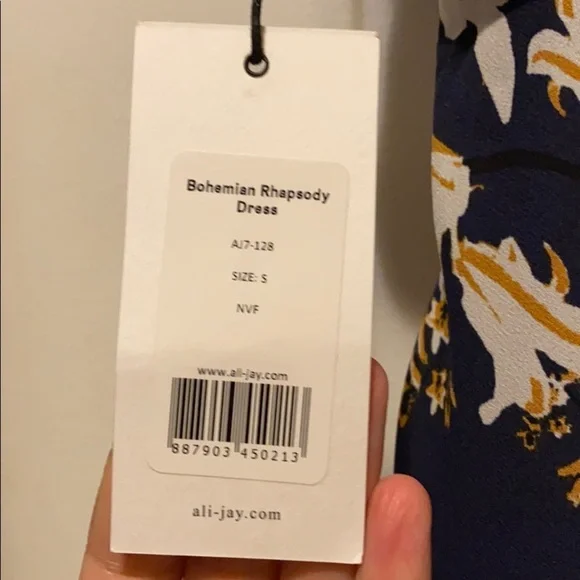 Bohemian Rhapsody
Dress
AJ7-128
SIZE: S
NVF
www.ali-jay.com
887903 450213
ali-jay.com